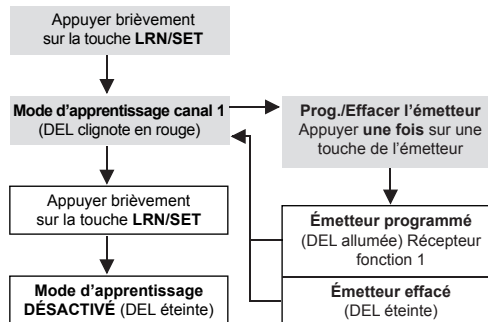 Appuyer brièvement
sur la touche LRN/SET
Mode d'apprentissage canal 1
(DEL clignote en rouge)
Prog./Effacer l'émetteur
Appuyer une fois sur une
touche de l'émetteur
Appuyer brièvement
sur la touche LRN/SET
Émetteur programmé
(DEL allumée) Récepteur
fonction 1
Mode d'apprentissage
DÉSACTIVÉ (DEL éteinte)
Émetteur effacé
(DEL éteinte)